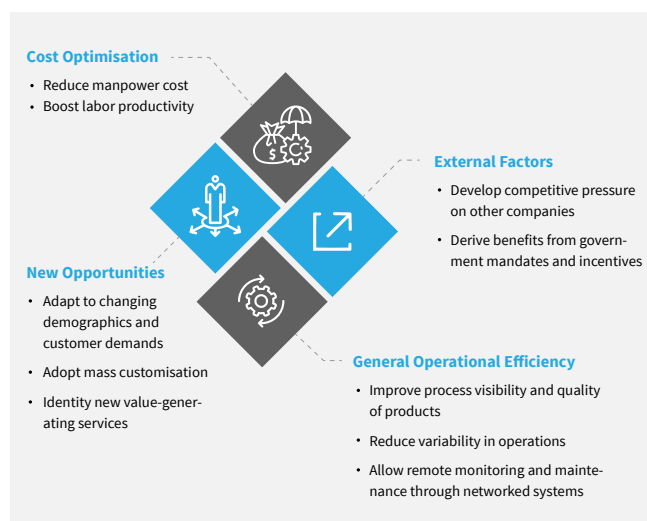 Cost Optimisation
• Reduce manpower cost
• Boost labor productivity
External Factors
• Develop competitive pressure
on other companies
• Derive benefits from govern-
ment mandates and incentives
New Opportunities
• Adapt to changing
demographics and
customer demands
• Adopt mass customisation
• Identity new value-gener-
ating services
General Operational Efficiency
• Improve process visibility and quality
of products
• Reduce variability in operations
• Allow remote monitoring and mainte-
nance through networked systems